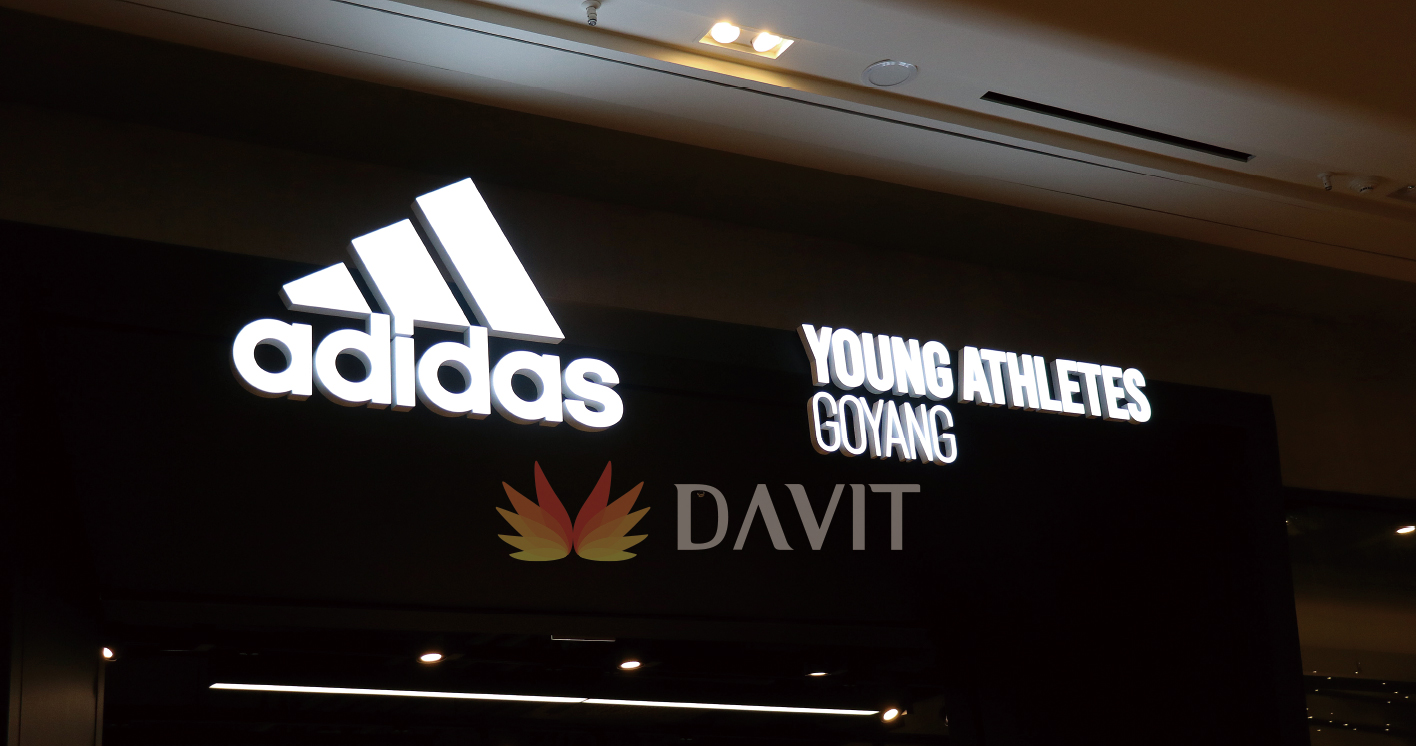 adidas
YOUNG ATHLETES
GOYANG
DAVIT